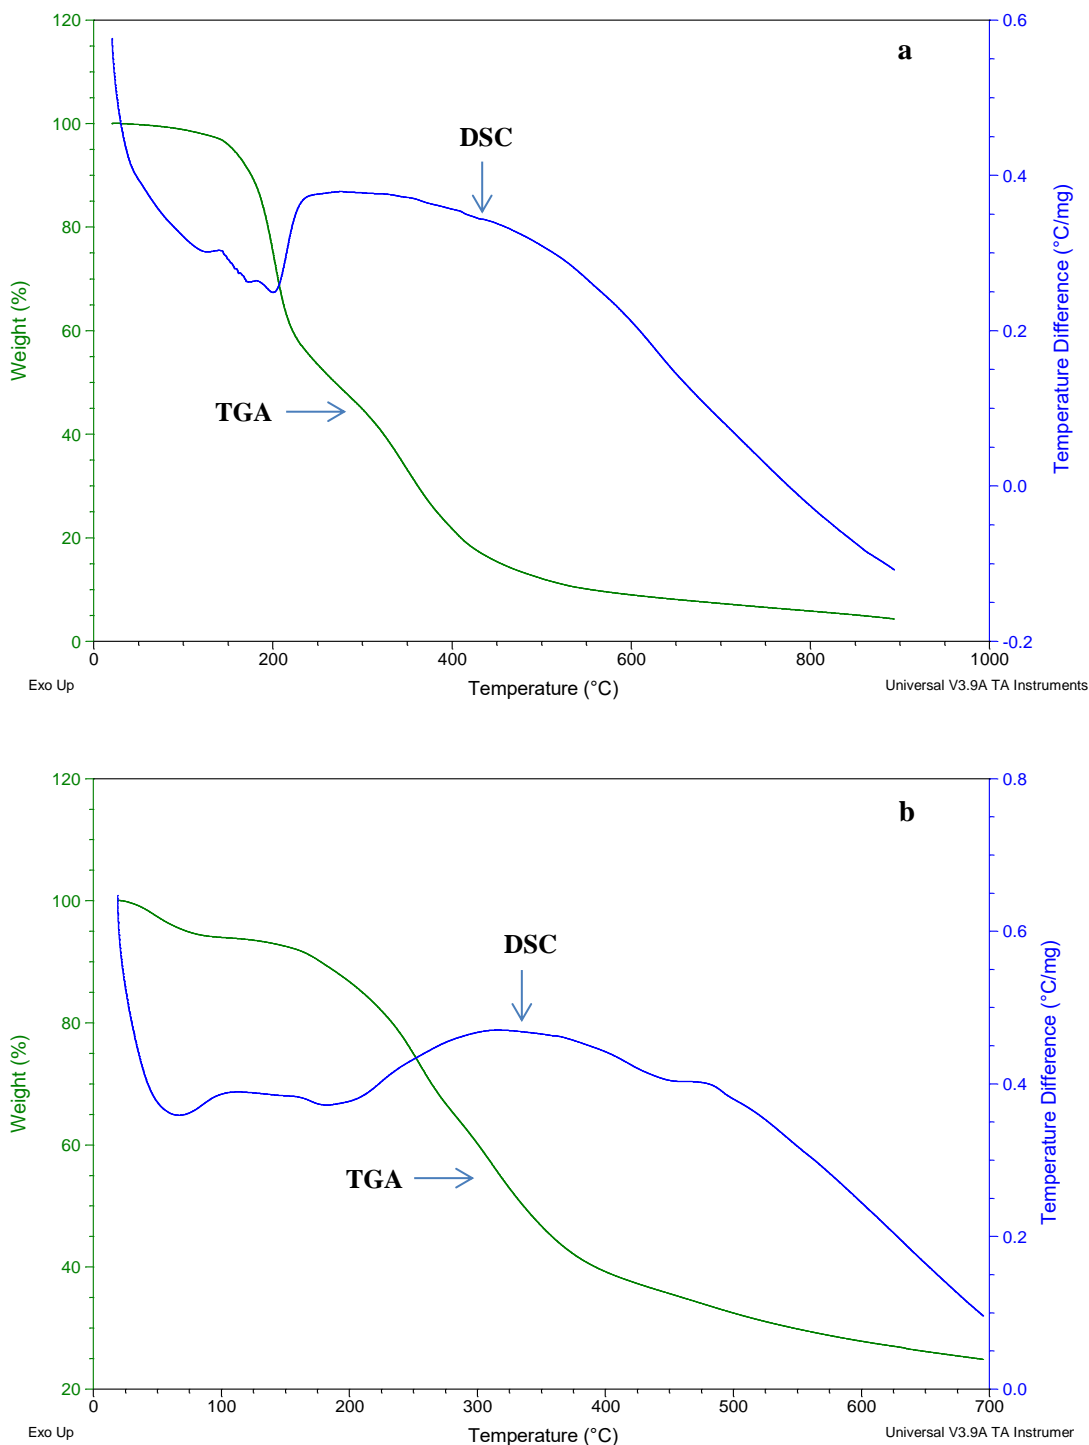 a
DSC
TGA
120
100
80
60
40
20
0
Weight (%)
0.6
0.4
0.2
0.0
-0.2
Temperature Difference (°C/mg)
0 200 400 600 800 1000
Exo Up Temperature (°C) Universal V3.9A TA Instruments
b
DSC
TGA
120
100
80
60
40
20
Weight (%)
0.8
0.6
0.4
0.2
0.0
Temperature Difference (°C/mg)
0 100 200 300 400 500 600 700
Exo Up Temperature (°C) Universal V3.9A TA Instrumer